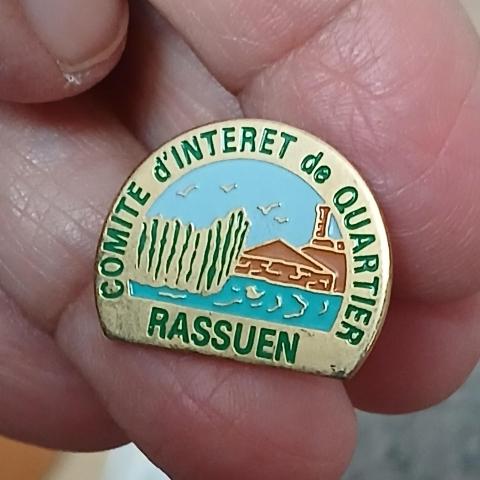 COMITE d'INTERET de QUARTIER
RASSUEN